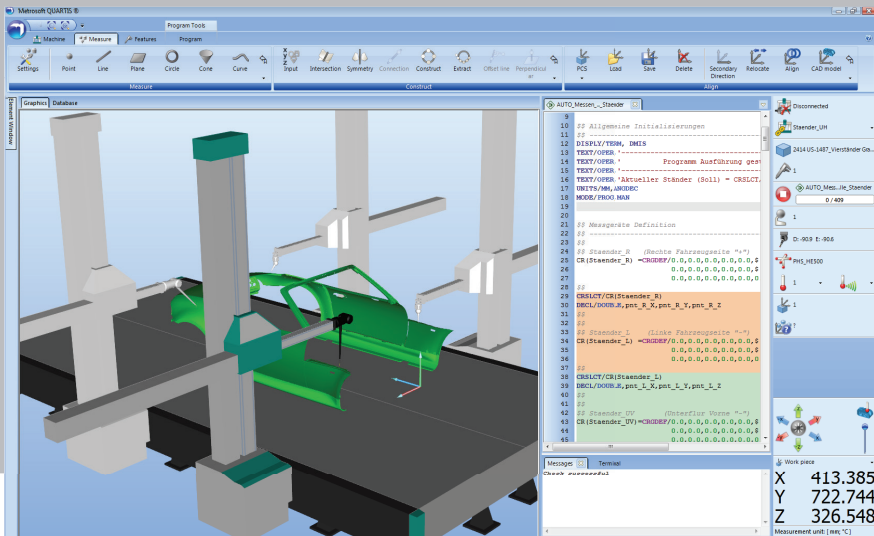 Metrosoft QUARTIS ®
Program Tools
Machine Measure Features Program
Settings Point Line Plane Circle Cone Curve Input Intersection Symmetry Connection Construct Extract Offset line Perpendicular PCS Load Save Delete Secondary Direction Relocate Align CAD model
Measure Construct Align
Element Window
Graphics Database
AUTO_Messen_.._Staender
9
10 $$ Allgemeine Initialisierungen
11 $$ --------------------------------
12 DISPLY/TERM, DMIS
13 TEXT/OPER,'--------------------------------
14 TEXT/OPER,' Programm Ausführung ges
15 TEXT/OPER,'--------------------------------
16 TEXT/OPER,'Aktueller Ständer (Soll) = CRSLCT
17 UNITS/MM,ANGDEC
18 MODE/PROG,MAN
19
20
21 $$ Messgeräte Definition
22 $$ --------------------------------
23 $$
24 $$ Staender_R (Rechte Fahrzeugseite "+")
25 CR(Staender_R) =CRGDEF/0.0,0.0,0.0,0.0,0.0,$
26 0.0,0.0,0.0,0.0,0.0,$
27 0.0,0.0,0.0,0.0,0.0
28 $$
29 CRSLCT/CR(Staender_R)
30 DECL/DOUBLE,pnt_R_X,pnt_R_Y,pnt_R_Z
31 $$
32 $$
33 $$ Staender_L (Linke Fahrzeugseite "-")
34 CR(Staender_L) =CRGDEF/0.0,0.0,0.0,0.0,0.0,$
35 0.0,0.0,0.0,0.0,0.0,$
36 0.0,0.0,0.0,0.0,0.0
37 $$
38 CRSLCT/CR(Staender_L)
39 DECL/DOUBLE,pnt_L_X,pnt_L_Y,pnt_L_Z
40 $$
41 $$
42 $$ Staender_UV (Unterflur Vorne "-")
43 CR(Staender_UV)=CRGDEF/0.0,0.0,0.0,0.0,0.0,$
44 0.0,0.0,0.0,0.0,0.0,$
45 0.0,0.0,0.0,0.0,0.0
Messages Terminal
Check successful
Disconnected
Staender_UH
2414 US-1487_Vierständer Gra...
1
AUTO_Mess...lle_Staender
0 / 409
1
D: -90.9 E: -90.6
PHS_HE500
1
1
?
Work piece
X 413.385
Y 722.744
Z 326.548
Measurement unit: [ mm; °C ]